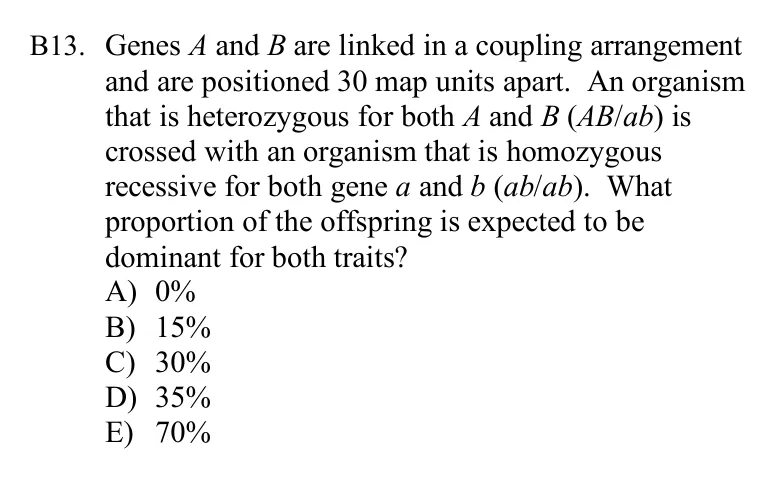 B13. Genes A and B are linked in a coupling arrangement
and are positioned 30 map units apart. An organism
that is heterozygous for both A and B (AB/ab) is
crossed with an organism that is homozygous
recessive for both gene a and b (ab/ab). What
proportion of the offspring is expected to be
dominant for both traits?
A) 0%
B) 15%
C) 30%
D) 35%
E) 70%